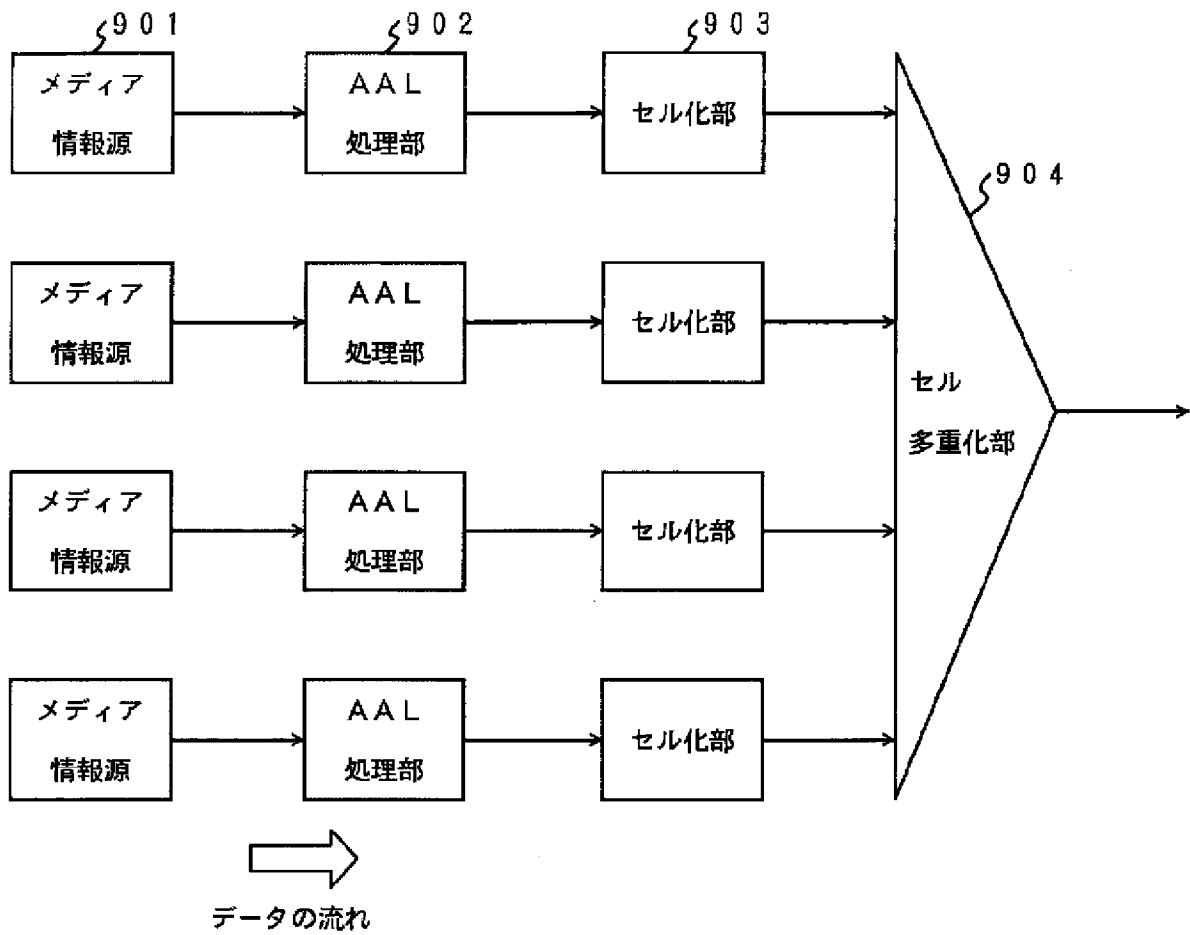 ９０１
９０２
９０３
メディア
情報源
ＡＡＬ
処理部
セル化部
９０４
メディア
情報源
ＡＡＬ
処理部
セル化部
セル
多重化部
メディア
情報源
ＡＡＬ
処理部
セル化部
メディア
情報源
ＡＡＬ
処理部
セル化部
データの流れ